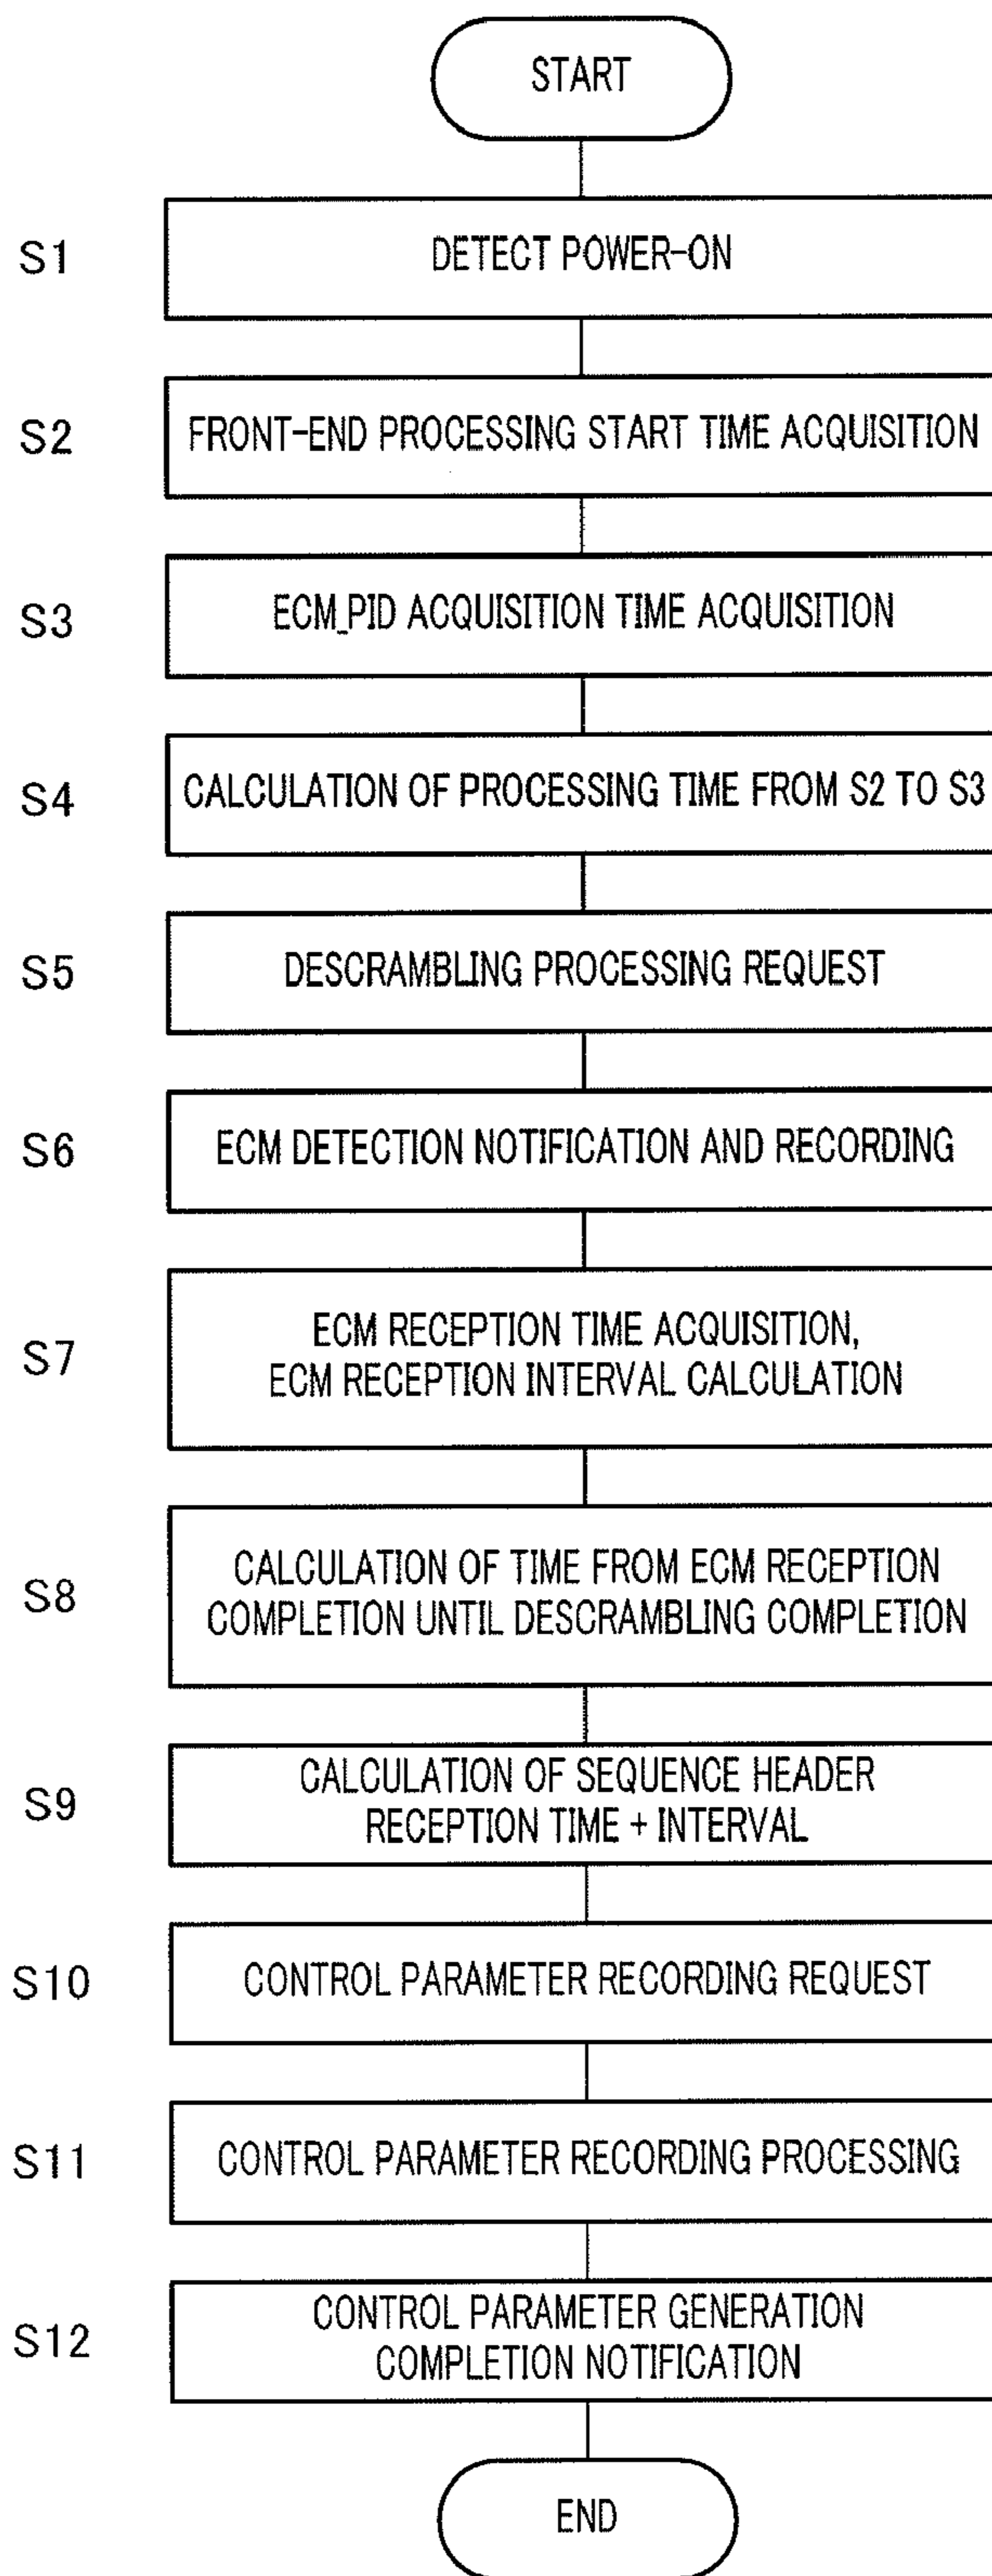 START
S1
DETECT POWER-ON
S2
FRONT-END PROCESSING START TIME ACQUISITION
S3
ECM_PID ACQUISITION TIME ACQUISITION
S4
CALCULATION OF PROCESSING TIME FROM S2 TO S3
S5
DESCRAMBLING PROCESSING REQUEST
S6
ECM DETECTION NOTIFICATION AND RECORDING
S7
ECM RECEPTION TIME ACQUISITION,
ECM RECEPTION INTERVAL CALCULATION
S8
CALCULATION OF TIME FROM ECM RECEPTION
COMPLETION UNTIL DESCRAMBLING COMPLETION
S9
CALCULATION OF SEQUENCE HEADER
RECEPTION TIME + INTERVAL
S10
CONTROL PARAMETER RECORDING REQUEST
S11
CONTROL PARAMETER RECORDING PROCESSING
S12
CONTROL PARAMETER GENERATION
COMPLETION NOTIFICATION
END